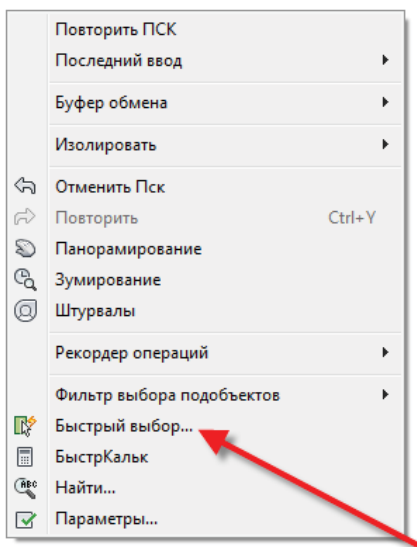 Повторить ПСК
Последний ввод
Буфер обмена
Изолировать
Отменить Пск
Повторить Ctrl+Y
Панорамирование
Зумирование
Штурвалы
Рекордер операций
Фильтр выбора подобъектов
Быстрый выбор...
БыстрКальк
ABC Найти...
Параметры...